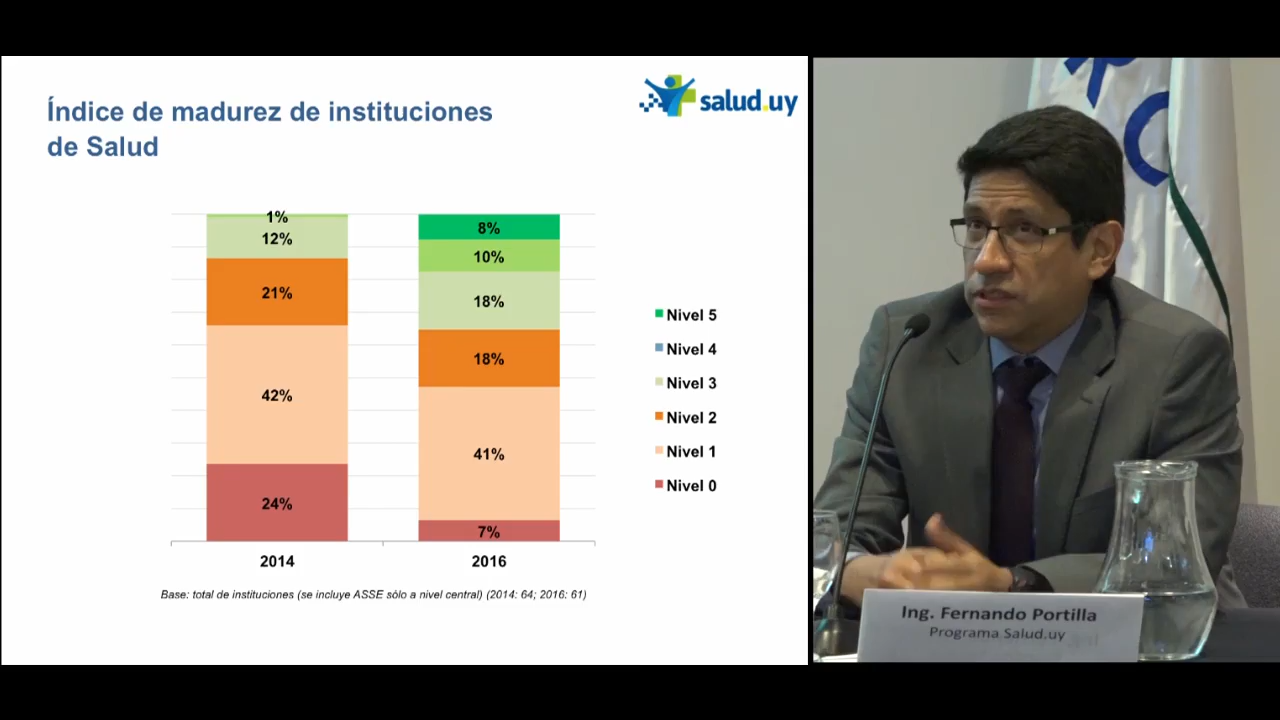 Índice de madurez de instituciones
de Salud
salud.uy
1%
12%
21%
42%
24%
8%
10%
18%
18%
41%
7%
2014
2016
Nivel 5
Nivel 4
Nivel 3
Nivel 2
Nivel 1
Nivel 0
Base: total de instituciones (se incluye ASSE sólo a nivel central) (2014: 64; 2016: 61)
Ing. Fernando Portilla
Programa Salud.uy